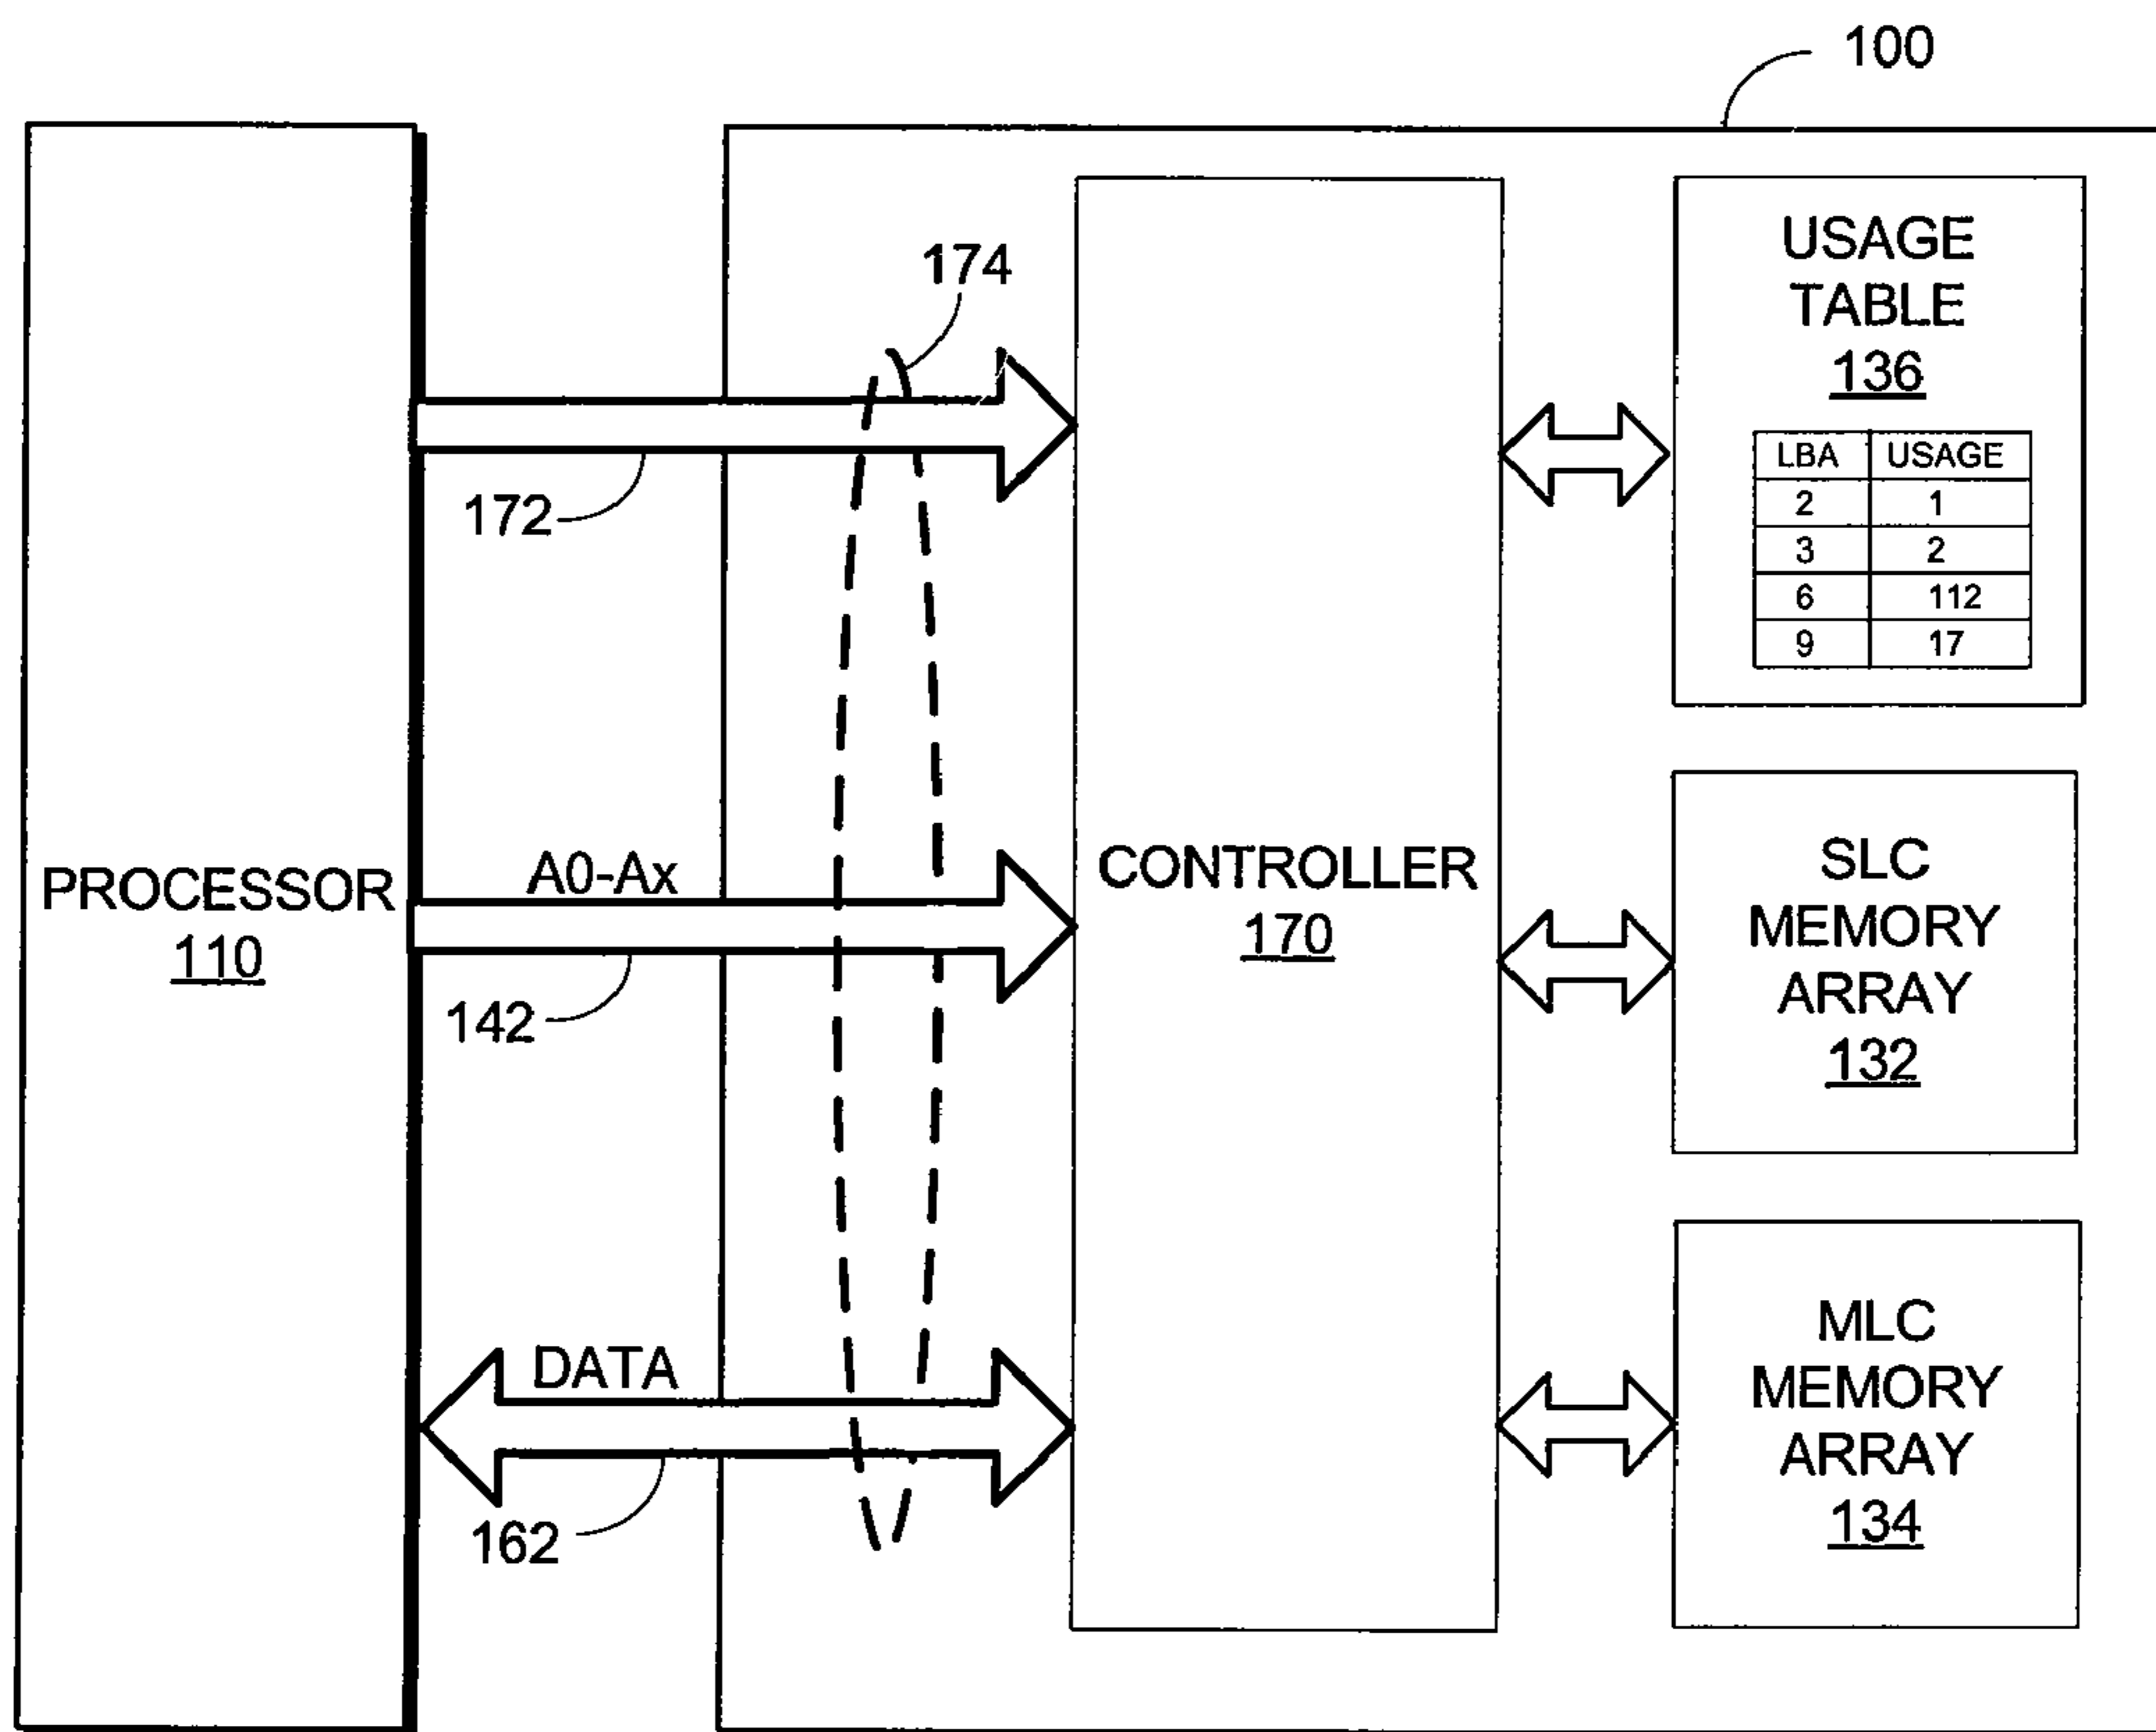 100
174
USAGE
TABLE
136
LBA USAGE
2 1
3 2
6 112
9 17
172
PROCESSOR
110
A0-Ax
142
CONTROLLER
170
SLC
MEMORY
ARRAY
132
DATA
162
MLC
MEMORY
ARRAY
134